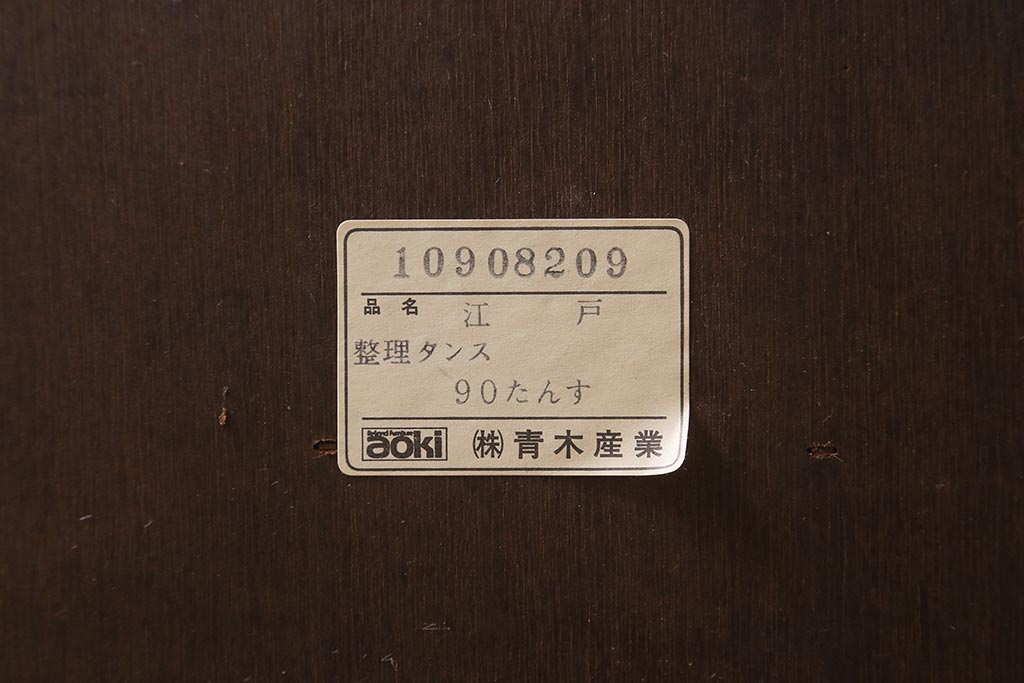 10908209
品名 江戸
整理タンス
90たんす
aoki ㈱青木産業